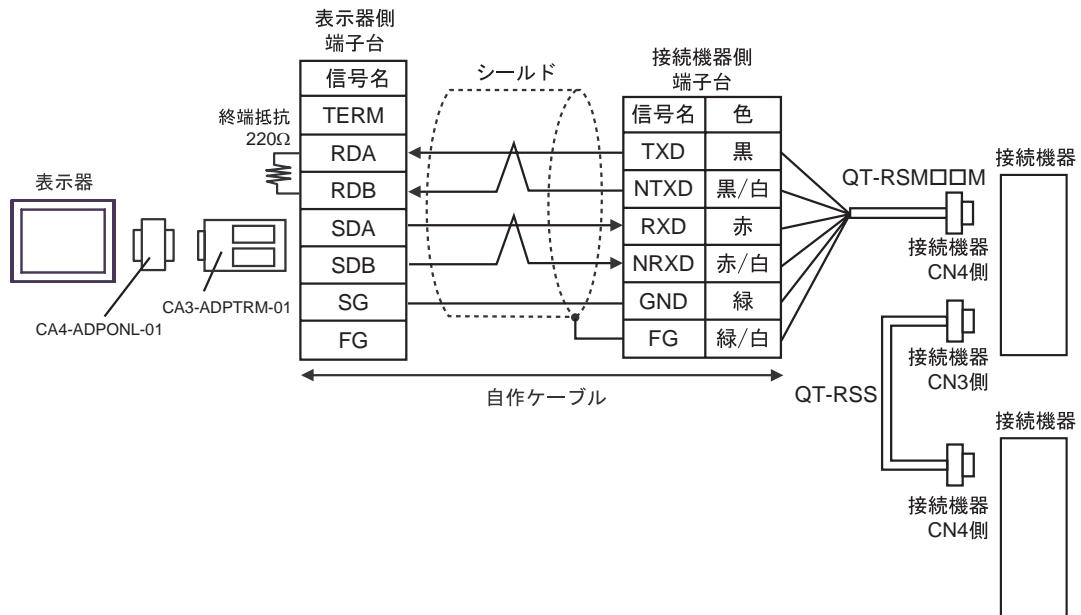 表示器側
端子台
信号名
TERM
RDA
RDB
SDA
SDB
SG
FG
終端抵抗
220Ω
シールド
接続機器側
端子台
信号名 色
TXD 黒
NTXD 黒/白
RXD 赤
NRXD 赤/白
GND 緑
FG 緑/白
表示器
CA4-ADPONL-01
CA3-ADPTRM-01
自作ケーブル
QT-RSM□□M
接続機器
接続機器
CN4側
接続機器
CN3側
QT-RSS
接続機器
接続機器
CN4側